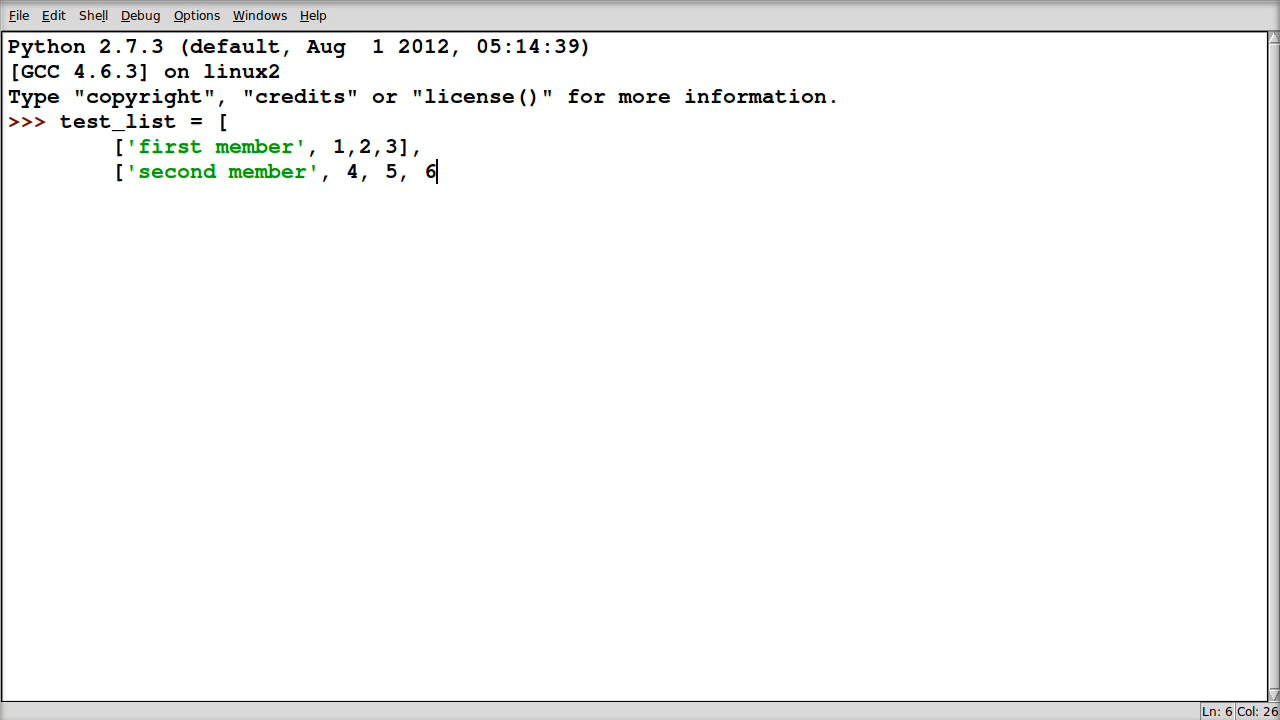 File Edit Shell Debug Options Windows Help
Python 2.7.3 (default, Aug  1 2012, 05:14:39)
[GCC 4.6.3] on linux2
Type "copyright", "credits" or "license()" for more information.
>>> test_list = [
        ['first member', 1,2,3],
        ['second member', 4, 5, 6
Ln: 6 Col: 26